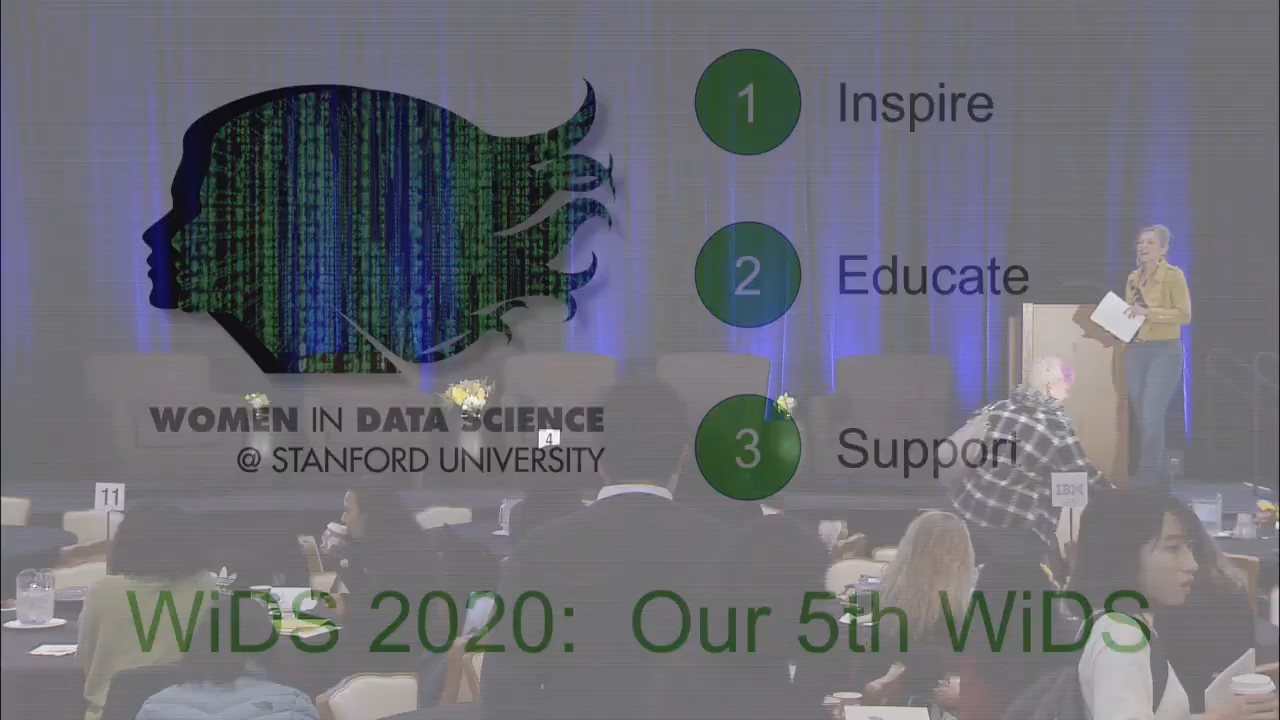 1 Inspire
2 Educate
3 Support
WOMEN IN DATA SCIENCE
@ STANFORD UNIVERSITY
4
11
IBM
WiDS 2020: Our 5th WiDS